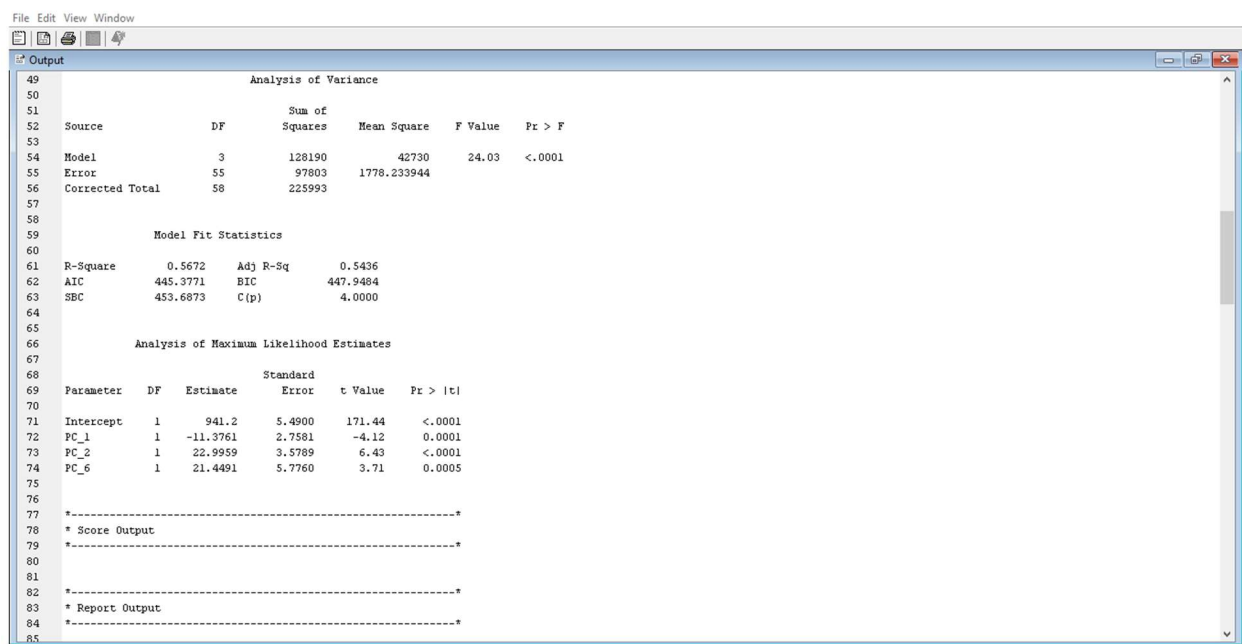 File Edit View Window
Output
49 Analysis of Variance
50
51 Sum of
52 Source DF Squares Mean Square F Value Pr > F
53
54 Model 3 128190 42730 24.03 <.0001
55 Error 55 97803 1778.233944
56 Corrected Total 58 225993
57
58
59 Model Fit Statistics
60
61 R-Square 0.5672 Adj R-Sq 0.5436
62 AIC 445.3771 BIC 447.9484
63 SBC 453.6873 C(p) 4.0000
64
65
66 Analysis of Maximum Likelihood Estimates
67
68 Standard
69 Parameter DF Estimate Error t Value Pr > |t|
70
71 Intercept 1 941.2 5.4900 171.44 <.0001
72 PC_1 1 -11.3761 2.7581 -4.12 0.0001
73 PC_2 1 22.9959 3.5789 6.43 <.0001
74 PC_6 1 21.4491 5.7760 3.71 0.0005
75
76
77 *------------------------------------------------------------*
78 * Score Output
79 *------------------------------------------------------------*
80
81
82 *------------------------------------------------------------*
83 * Report Output
84 *------------------------------------------------------------*
85